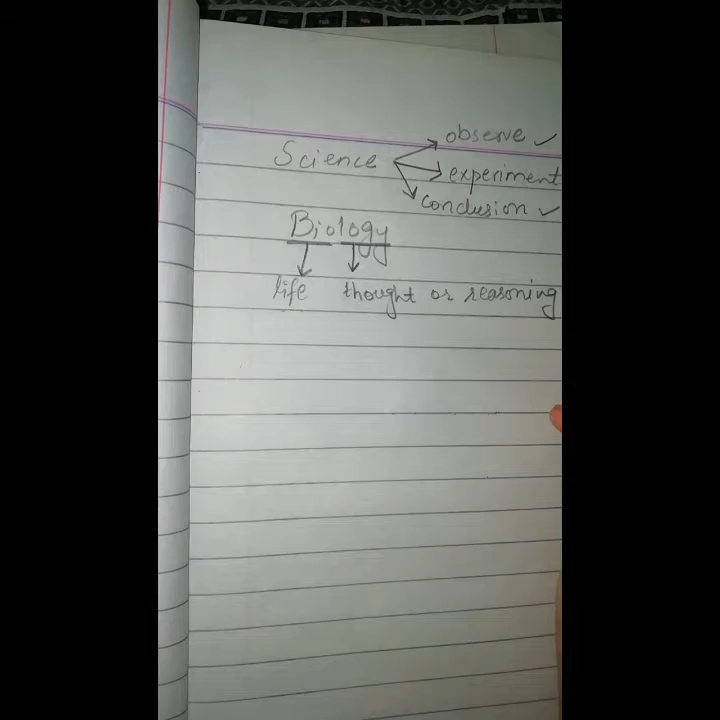 Science observe ✓
experiment
conclusion ✓
Biology
life thought or reasoning